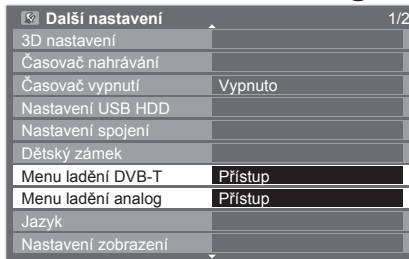 Další nastavení 1/2
3D nastavení
Časovač nahrávání
Časovač vypnutí Vypnuto
Nastavení USB HDD
Nastavení spojení
Dětský zámek
Menu ladění DVB-T Přístup
Menu ladění analog Přístup
Jazyk
Nastavení zobrazení